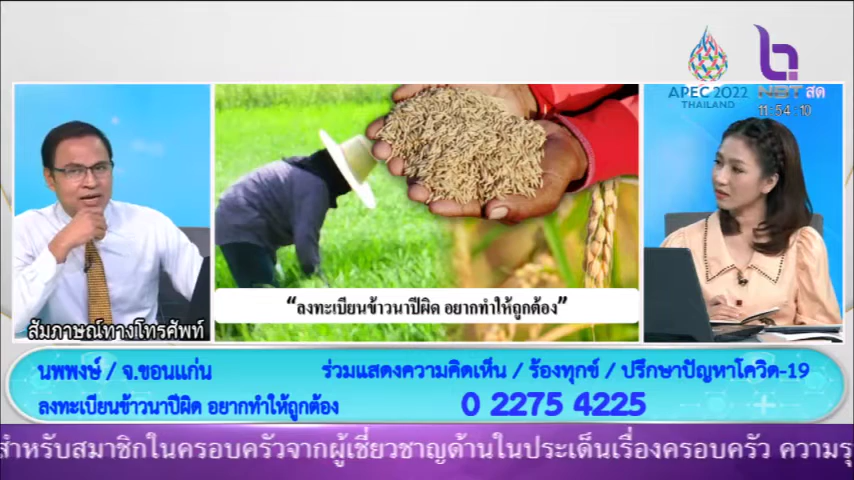 APEC 2022
THAILAND
NBT สด
11:54:10
“ลงทะเบียนข้าวนาปีผิด อยากทำให้ถูกต้อง”
สัมภาษณ์ทางโทรศัพท์
นพพงษ์ / จ.ขอนแก่น
ร่วมแสดงความคิดเห็น / ร้องทุกข์ / ปรึกษาปัญหาโควิด-19
ลงทะเบียนข้าวนาปีผิด อยากทำให้ถูกต้อง
0 2275 4225
สำหรับสมาชิกในครอบครัวจากผู้เชี่ยวชาญด้านในประเด็นเรื่องครอบครัว ความรุ